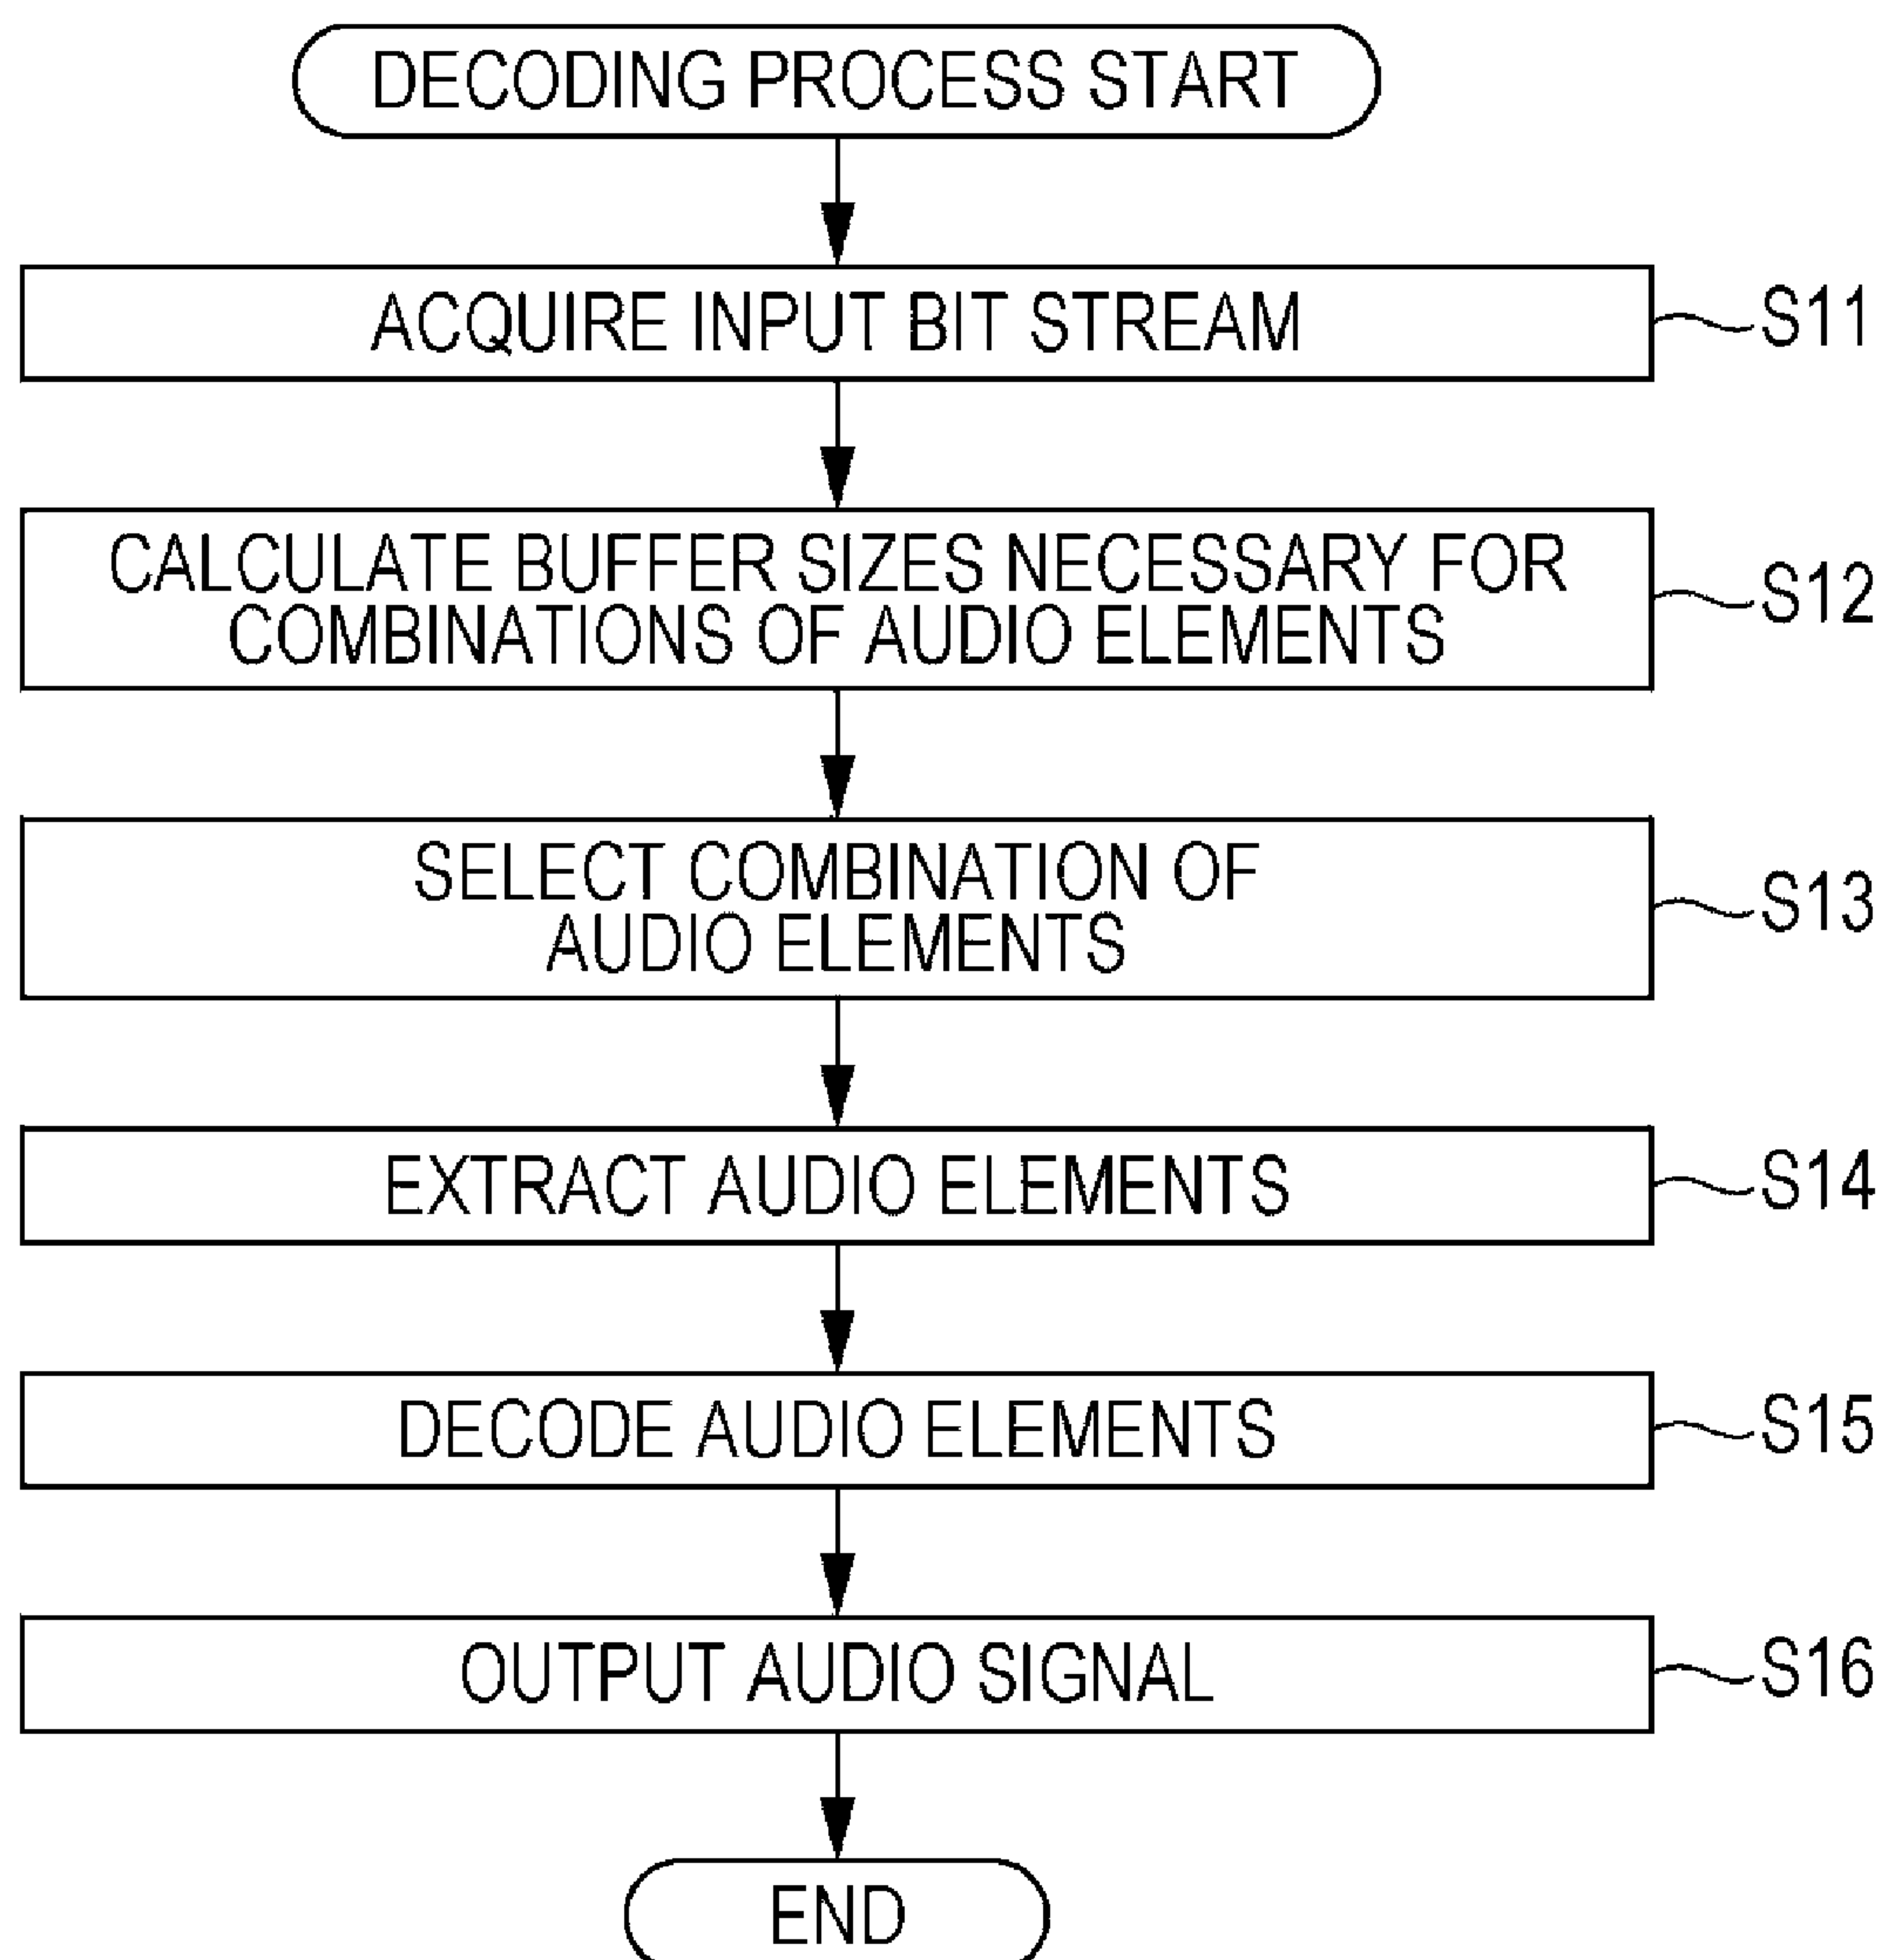 DECODING PROCESS START
ACQUIRE INPUT BIT STREAM
S11
CALCULATE BUFFER SIZES NECESSARY FOR
COMBINATIONS OF AUDIO ELEMENTS
S12
SELECT COMBINATION OF
AUDIO ELEMENTS
S13
EXTRACT AUDIO ELEMENTS
S14
DECODE AUDIO ELEMENTS
S15
OUTPUT AUDIO SIGNAL
S16
END